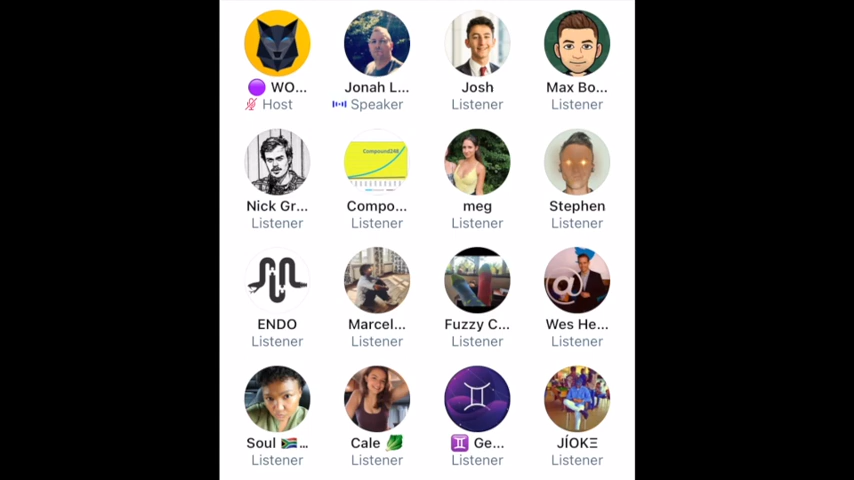 WO...
Jonah L...
Josh
Max Bo...
Host
Speaker
Listener
Listener
Compound248
Nick Gr...
Compo...
meg
Stephen
Listener
Listener
Listener
Listener
ENDO
Marcel...
Fuzzy C...
Wes He...
Listener
Listener
Listener
Listener
Soul 🇿🇦...
Cale 🥬
♊ Ge...
JÍOKΞ
Listener
Listener
Listener
Listener